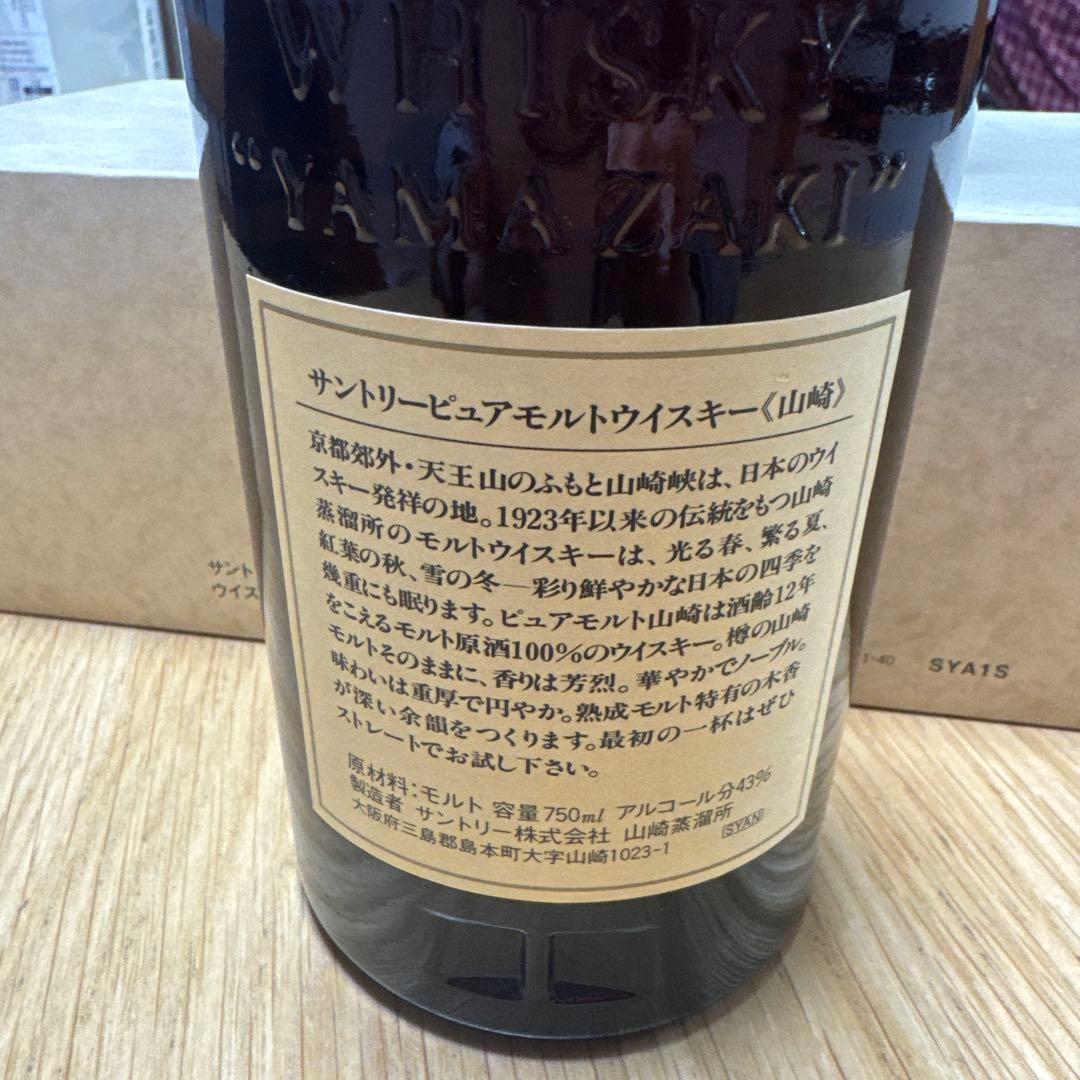 WHISKY
“YAMAZAKI”
サントリーピュアモルトウイスキー《山崎》
京都郊外・天王山のふもと山崎峡は、日本のウイ
スキー発祥の地。1923年以来の伝統をもつ山崎
蒸溜所のモルトウイスキーは、光る春、繁る夏、
紅葉の秋、雪の冬—彩り鮮やかな日本の四季を
幾重にも眠ります。ピュアモルト山崎は酒齢12年
をこえるモルト原酒100%のウイスキー。樽の山崎
モルトそのままに、香りは芳烈。華やかでノーブル。
味わいは重厚で円やか。熟成モルト特有の木香
が深い余韻をつくります。最初の一杯はぜひ
ストレートでお試し下さい。
原材料:モルト 容量750ml アルコール分43%
製造者 サントリー株式会社 山崎蒸溜所
大阪府三島郡島本町大字山崎1023-1
SYAN
サント
ウイス
1-40 SYA1S